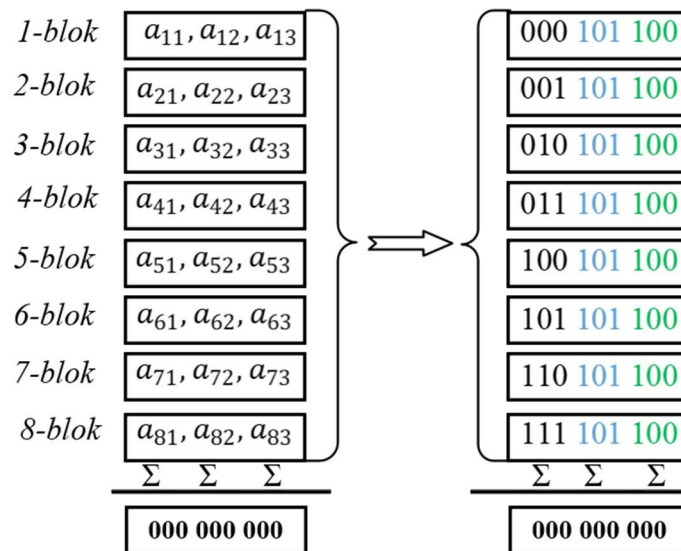 1-blok a₁₁, a₁₂, a₁₃ 000 101 100
2-blok a₂₁, a₂₂, a₂₃ 001 101 100
3-blok a₃₁, a₃₂, a₃₃ 010 101 100
4-blok a₄₁, a₄₂, a₄₃ 011 101 100
5-blok a₅₁, a₅₂, a₅₃ 100 101 100
6-blok a₆₁, a₆₂, a₆₃ 101 101 100
7-blok a₇₁, a₇₂, a₇₃ 110 101 100
8-blok a₈₁, a₈₂, a₈₃ 111 101 100
Σ Σ Σ Σ Σ Σ
000 000 000 000 000 000